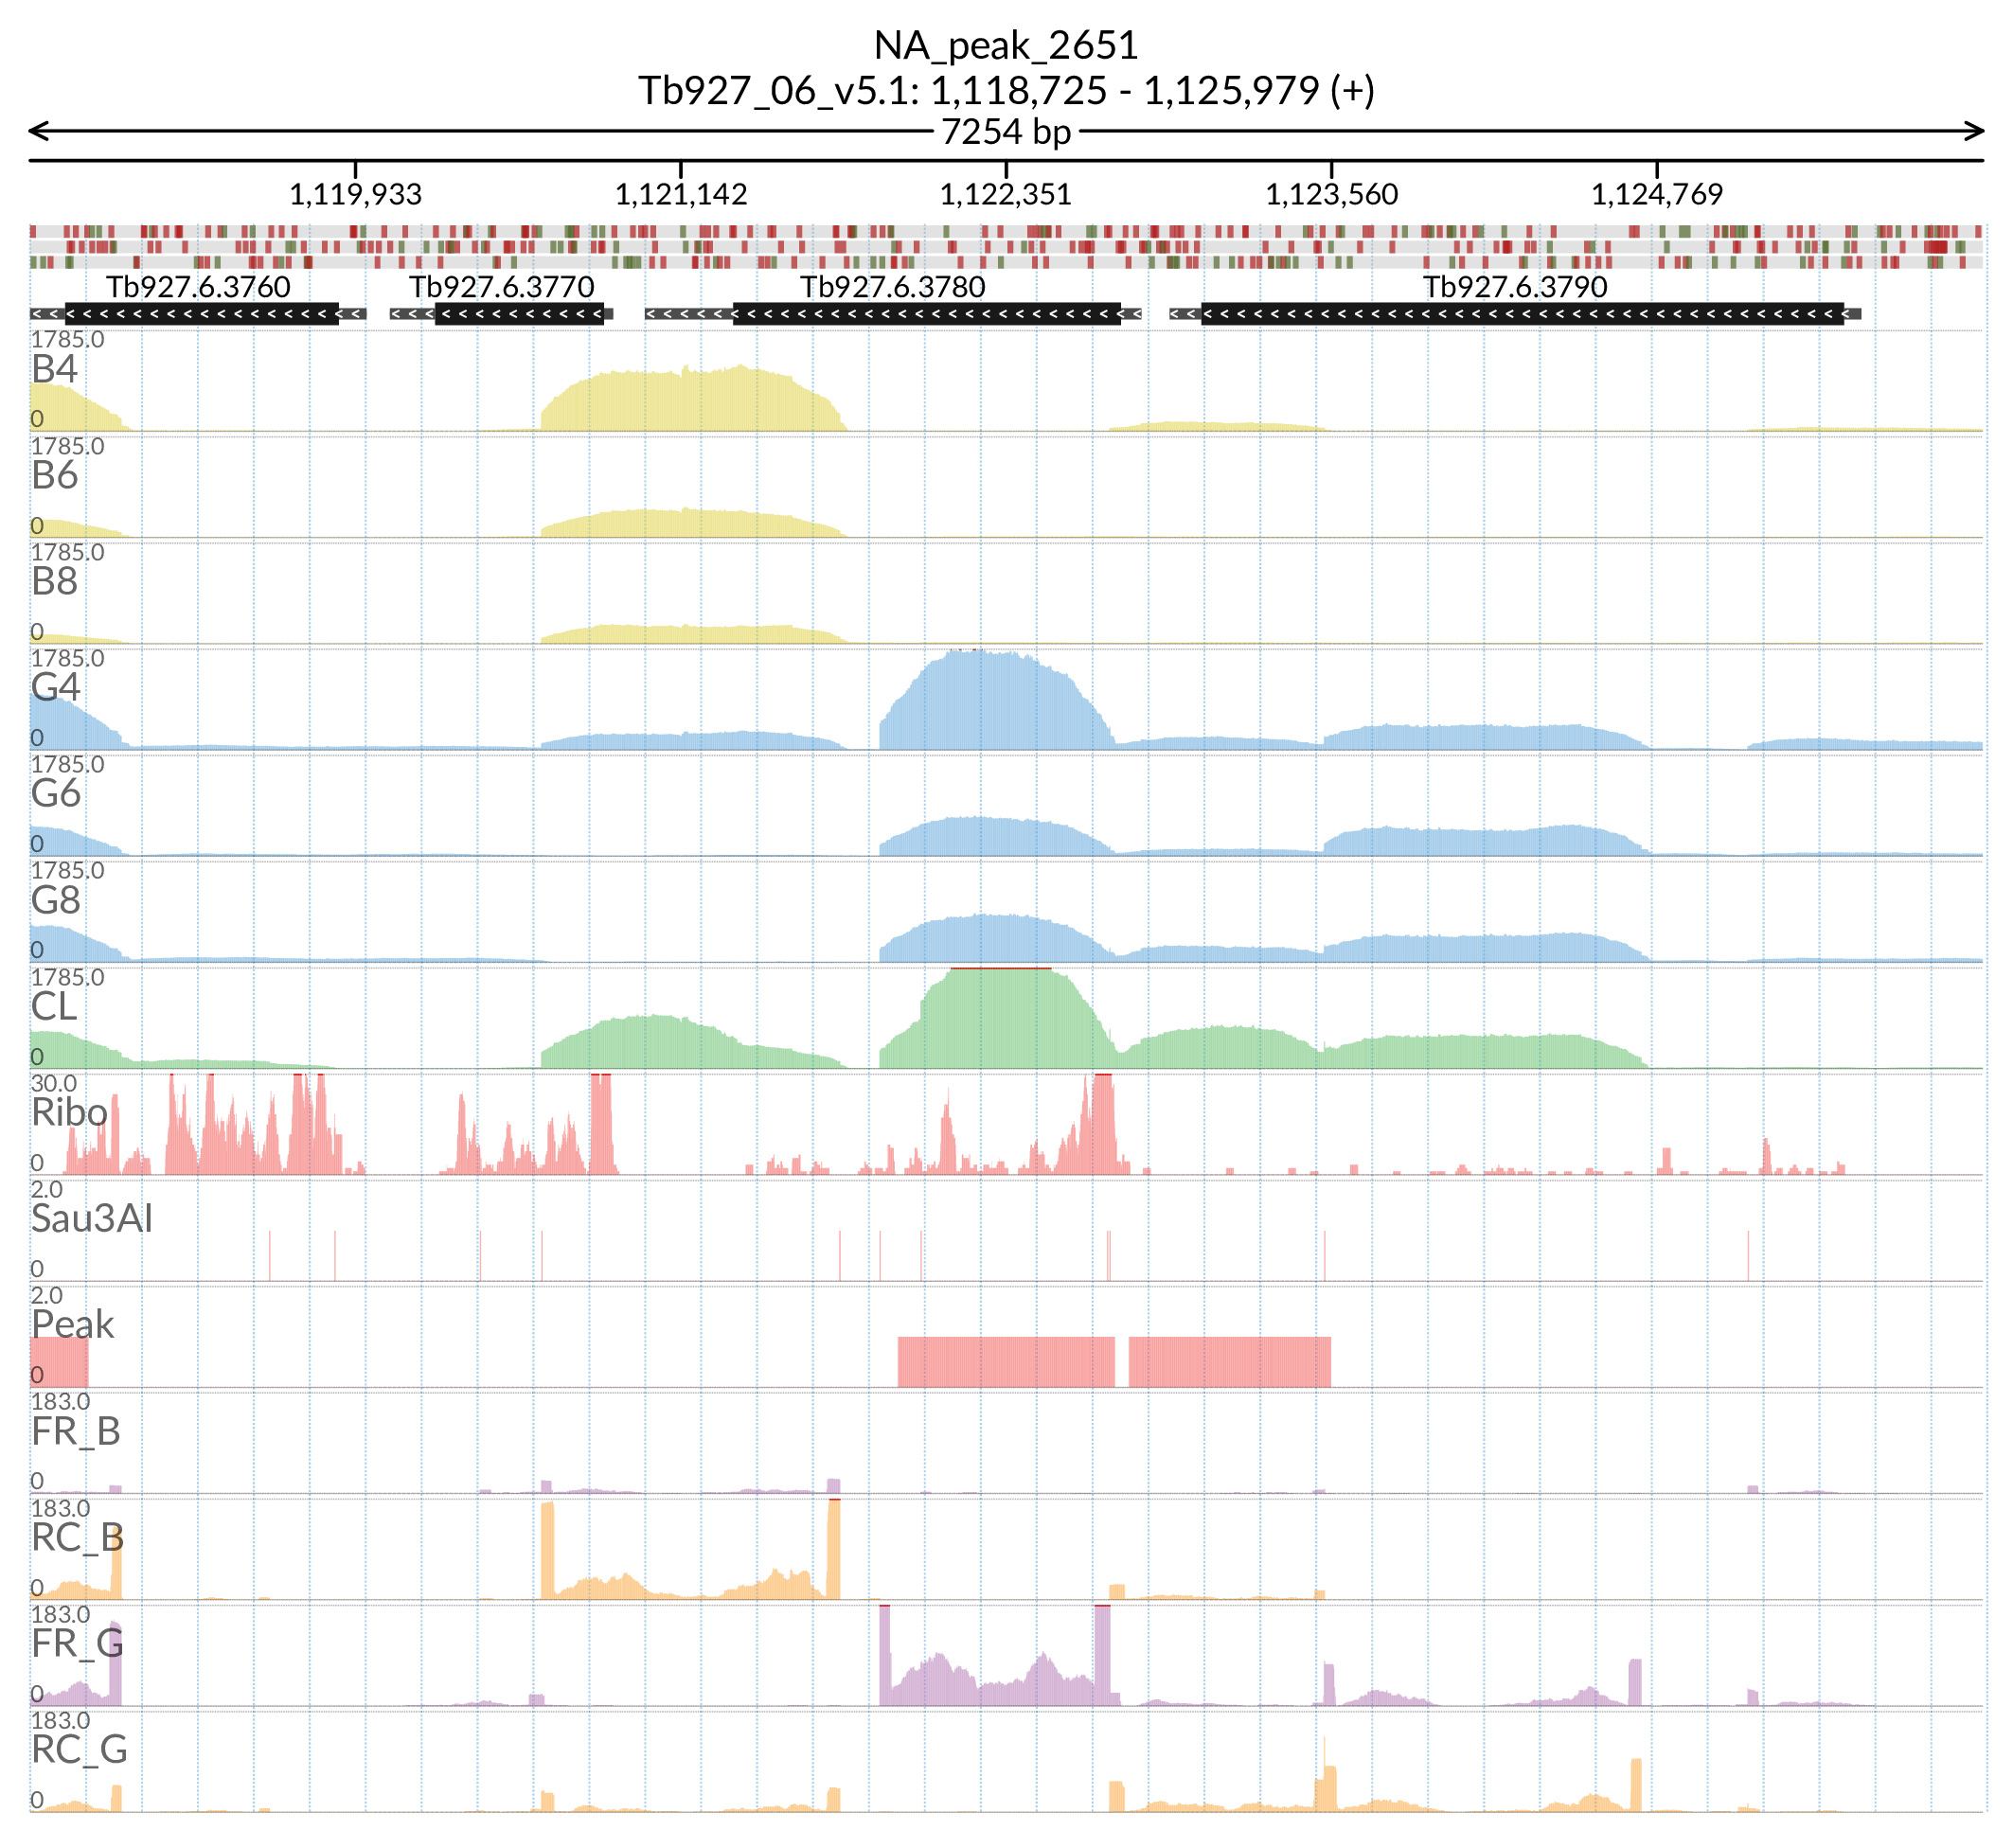 NA_peak_2651
Tb927_06_v5.1: 1,118,725 - 1,125,979 (+)
7254 bp
1,119,933 1,121,142 1,122,351 1,123,560 1,124,769
Tb927.6.3760 Tb927.6.3770 Tb927.6.3780 Tb927.6.3790
1785.0
B4
0
1785.0
B6
0
1785.0
B8
0
1785.0
G4
0
1785.0
G6
0
1785.0
G8
0
1785.0
CL
0
30.0
Ribo
0
2.0
Sau3AI
0
2.0
Peak
0
183.0
FR_B
0
183.0
RC_B
0
183.0
FR_G
0
183.0
RC_G
0